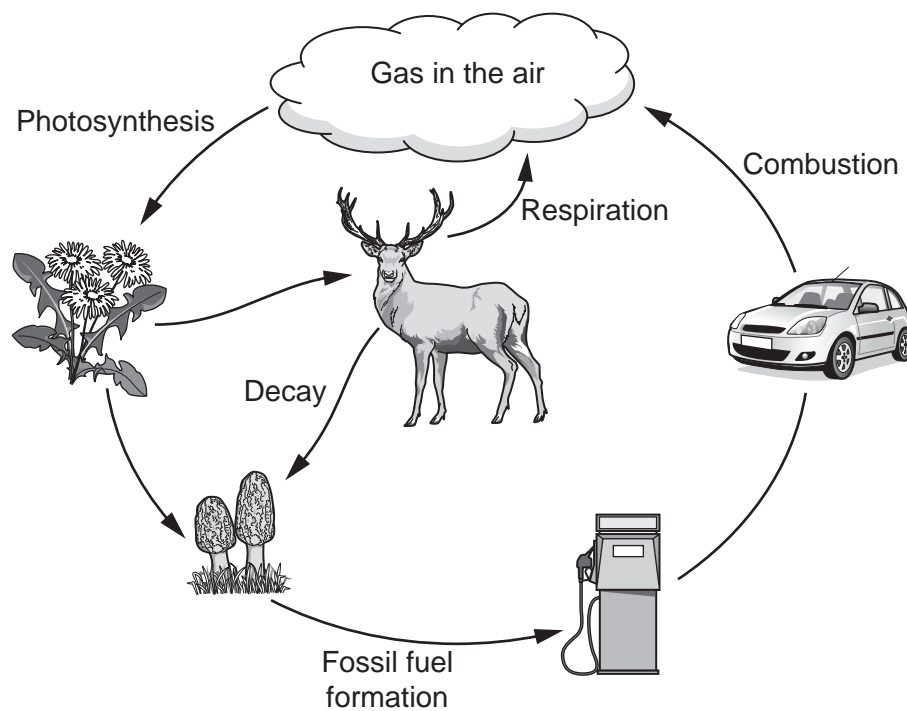 Gas in the air
Photosynthesis
Combustion
Respiration
Decay
Fossil fuel
formation